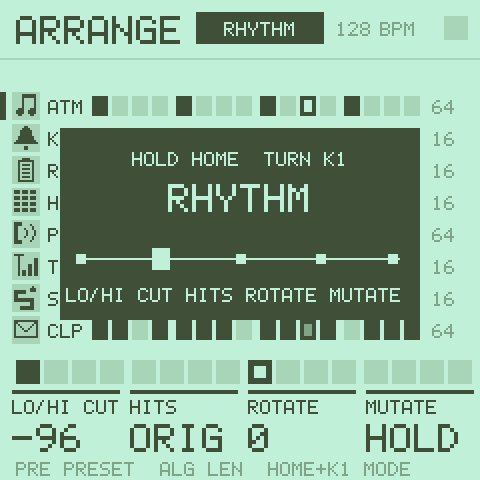 ARRANGE RHYTHM 128 BPM
ATM 64
K 16
R 16
H 16
P 64
T 16
S 16
CLP 64
HOLD HOME TURN K1
RHYTHM
LO/HI CUT HITS ROTATE MUTATE
LO/HI CUT HITS ROTATE MUTATE
-96 ORIG 0 HOLD
PRE PRESET ALG LEN HOME+K1 MODE